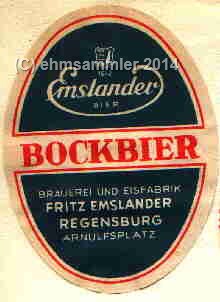 (c) ehmsammler 2014
Emslander
BIER
BOCKBIER
BRAUEREI UND EISFABRIK
FRITZ EMSLANDER
REGENSBURG
ARNULFSPLATZ